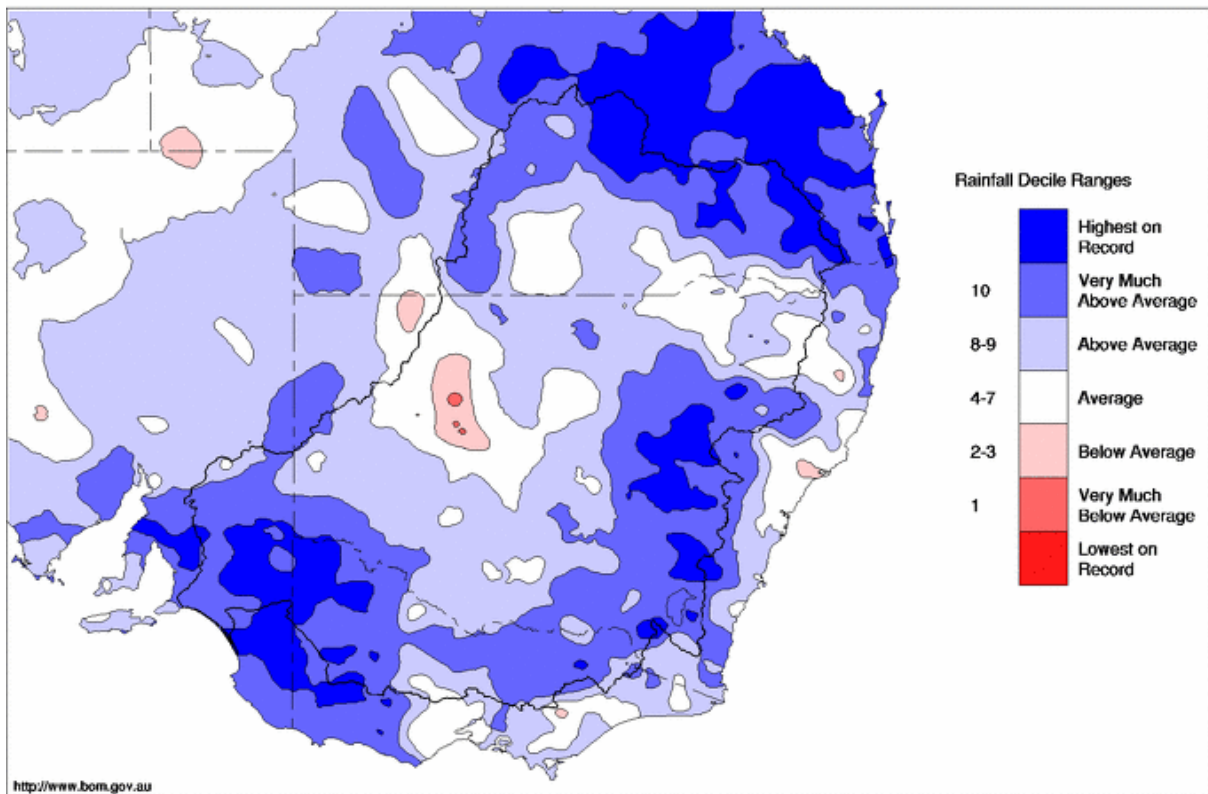 Rainfall Decile Ranges
Highest on
Record
10
Very Much
Above Average
8-9
Above Average
4-7
Average
2-3
Below Average
1
Very Much
Below Average
Lowest on
Record
http://www.bom.gov.au